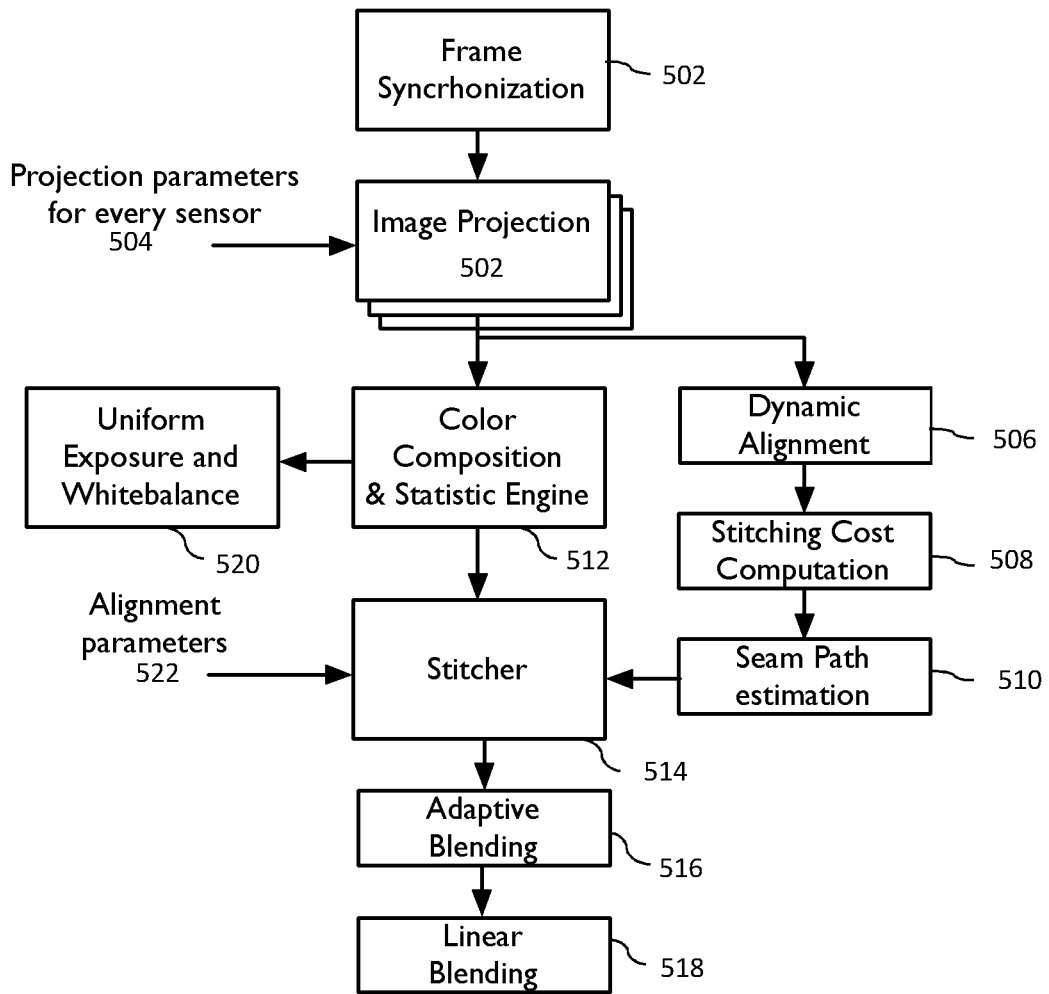 Frame
Syncrhonization
502
Projection parameters
for every sensor
504
Image Projection
502
Uniform
Exposure and
Whitebalance
520
Color
Composition
& Statistic Engine
512
Dynamic
Alignment
506
Stitching Cost
Computation
508
Alignment
parameters
522
Stitcher
514
Seam Path
estimation
510
Adaptive
Blending
516
Linear
Blending
518